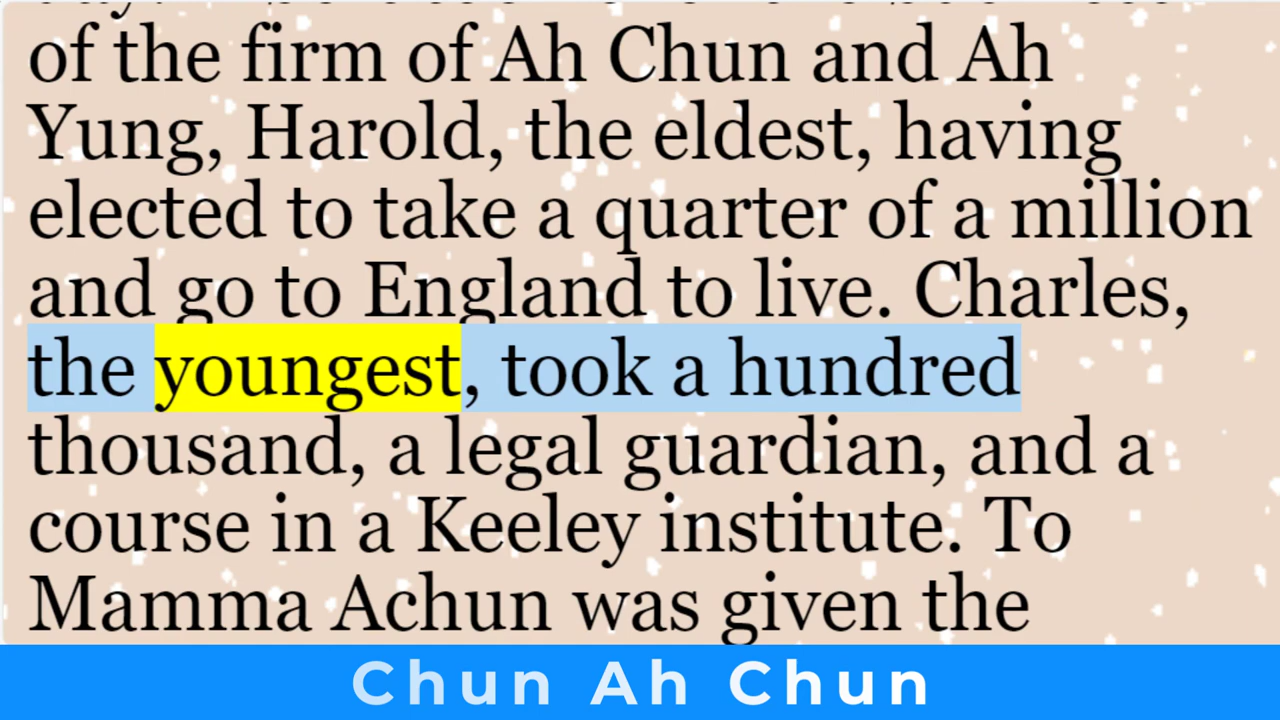 of the firm of Ah Chun and Ah
Yung, Harold, the eldest, having
elected to take a quarter of a million
and go to England to live. Charles,
the youngest, took a hundred
thousand, a legal guardian, and a
course in a Keeley institute. To
Mamma Achun was given the
Chun Ah Chun